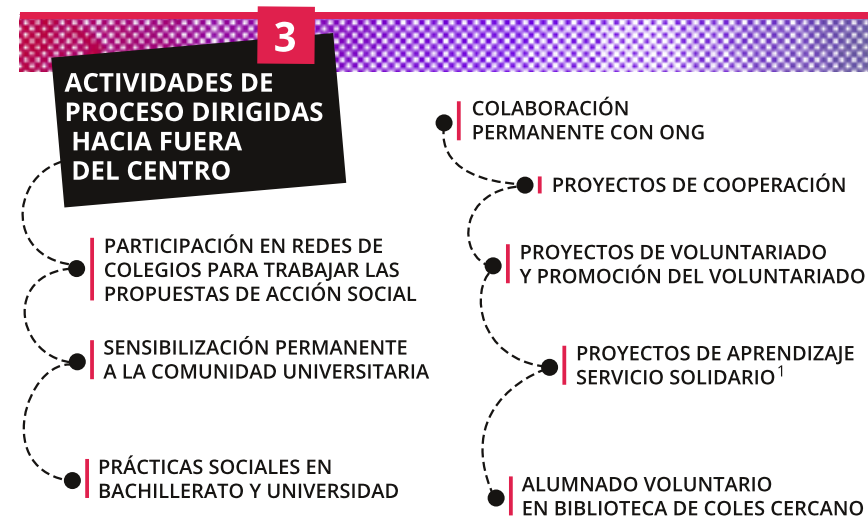 3
ACTIVIDADES DE
PROCESO DIRIGIDAS
HACIA FUERA
DEL CENTRO
PARTICIPACIÓN EN REDES DE
COLEGIOS PARA TRABAJAR LAS
PROPUESTAS DE ACCIÓN SOCIAL
SENSIBILIZACIÓN PERMANENTE
A LA COMUNIDAD UNIVERSITARIA
PRÁCTICAS SOCIALES EN
BACHILLERATO Y UNIVERSIDAD
COLABORACIÓN
PERMANENTE CON ONG
PROYECTOS DE COOPERACIÓN
PROYECTOS DE VOLUNTARIADO
Y PROMOCIÓN DEL VOLUNTARIADO
PROYECTOS DE APRENDIZAJE
SERVICIO SOLIDARIO¹
ALUMNADO VOLUNTARIO
EN BIBLIOTECA DE COLES CERCANO